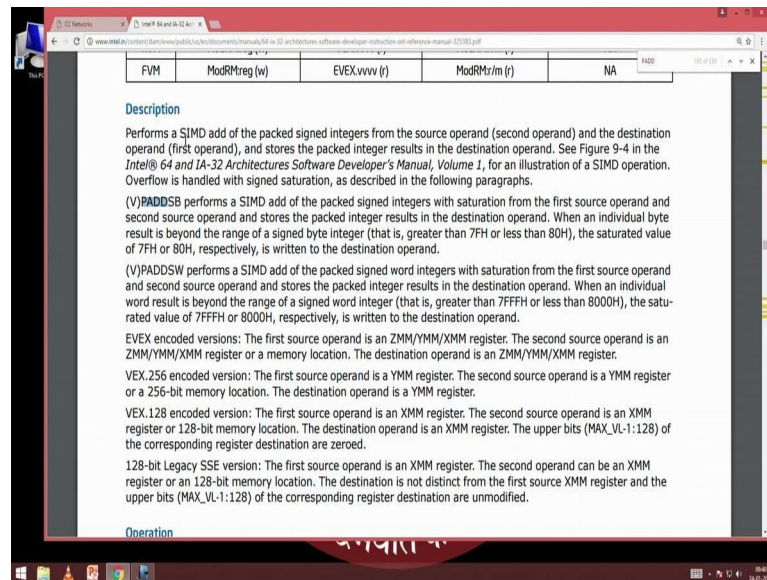 CC Networks
Intel® 64 and IA-32 Arc
www.intel.in/content/dam/www/public/us/en/documents/manuals/64-ia-32-architectures-software-developer-instruction-set-reference-manual-325383.pdf
This PC
PADD
FVM ModRM:reg (w) EVEX.vvvv (r) ModRM:r/m (r) NA
Description
Performs a SIMD add of the packed signed integers from the source operand (second operand) and the destination
operand (first operand), and stores the packed integer results in the destination operand. See Figure 9-4 in the
Intel® 64 and IA-32 Architectures Software Developer's Manual, Volume 1, for an illustration of a SIMD operation.
Overflow is handled with signed saturation, as described in the following paragraphs.
(V)PADDSB performs a SIMD add of the packed signed integers with saturation from the first source operand and
second source operand and stores the packed integer results in the destination operand. When an individual byte
result is beyond the range of a signed byte integer (that is, greater than 7FH or less than 80H), the saturated value
of 7FH or 80H, respectively, is written to the destination operand.
(V)PADDSW performs a SIMD add of the packed signed word integers with saturation from the first source operand
and second source operand and stores the packed integer results in the destination operand. When an individual
word result is beyond the range of a signed word integer (that is, greater than 7FFFH or less than 8000H), the satu-
rated value of 7FFFH or 8000H, respectively, is written to the destination operand.
EVEX encoded versions: The first source operand is an ZMM/YMM/XMM register. The second source operand is an
ZMM/YMM/XMM register or a memory location. The destination operand is an ZMM/YMM/XMM register.
VEX.256 encoded version: The first source operand is a YMM register. The second source operand is a YMM register
or a 256-bit memory location. The destination operand is a YMM register.
VEX.128 encoded version: The first source operand is an XMM register. The second source operand is an XMM
register or 128-bit memory location. The destination operand is an XMM register. The upper bits (MAX_VL-1:128) of
the corresponding register destination are zeroed.
128-bit Legacy SSE version: The first source operand is an XMM register. The second operand can be an XMM
register or an 128-bit memory location. The destination is not distinct from the first source XMM register and the
upper bits (MAX_VL-1:128) of the corresponding register destination are unmodified.
Operation
09:40